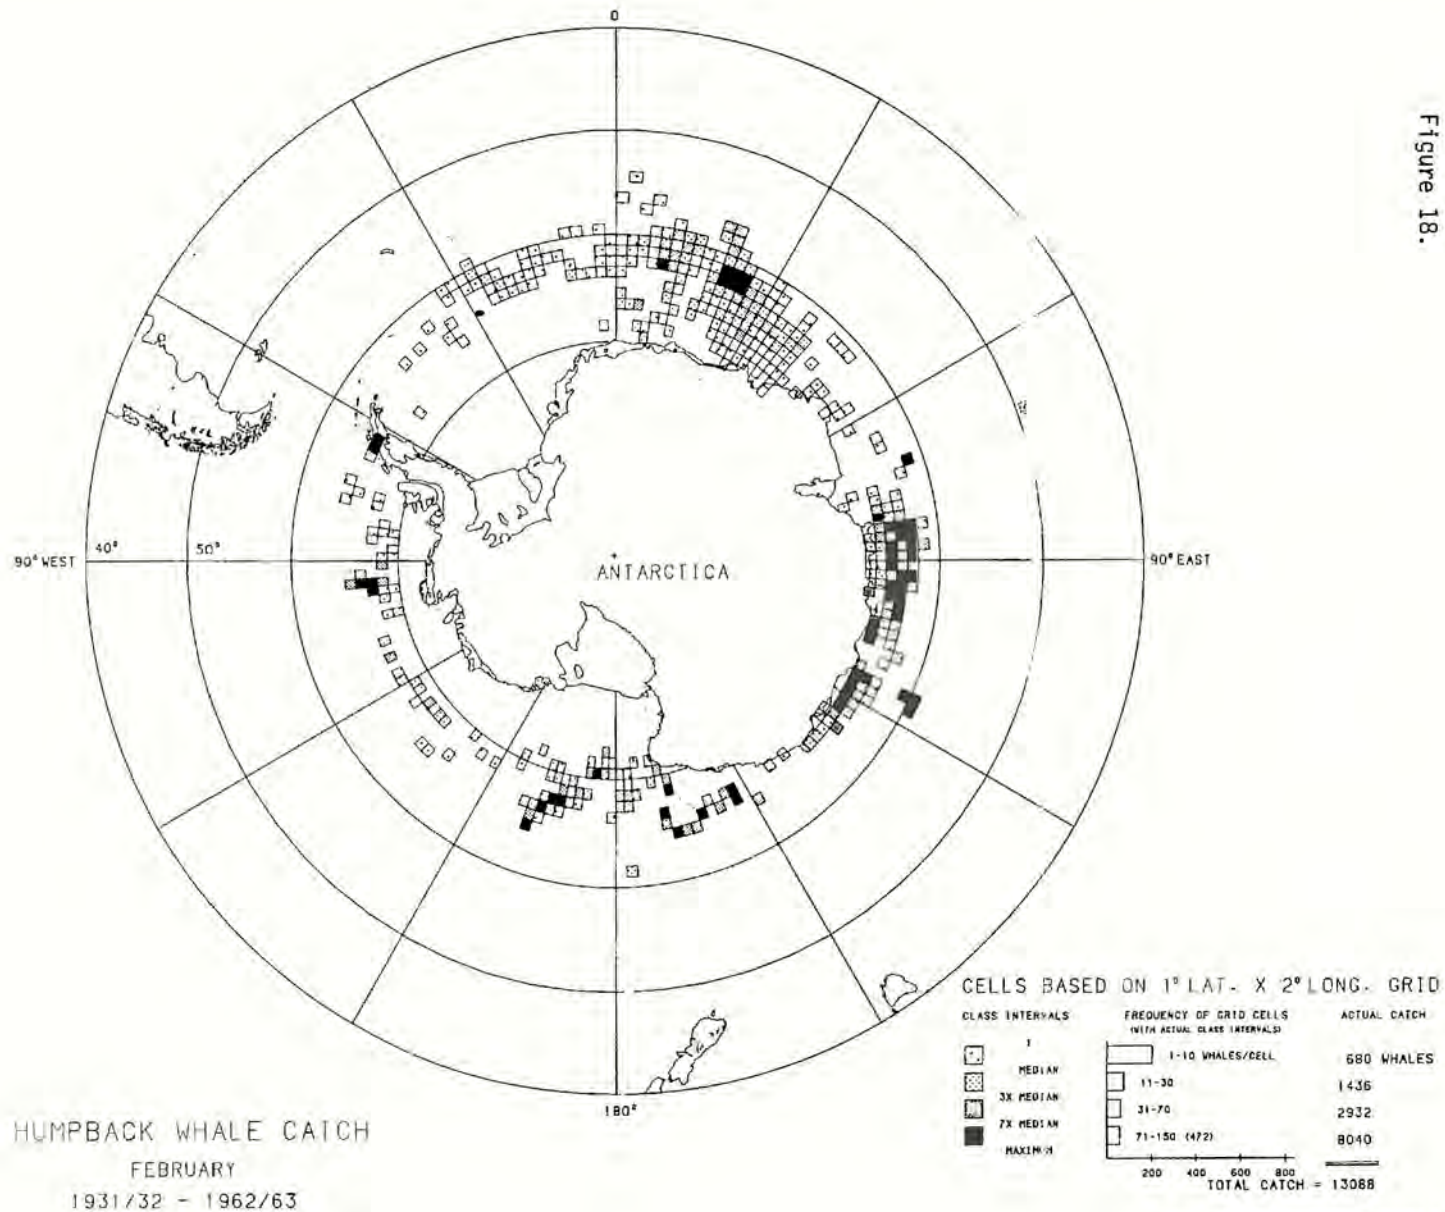 Figure 18.
0
90° WEST
40°
50°
ANTARCTICA
90° EAST
180°
HUMPBACK WHALE CATCH
FEBRUARY
1931/32 - 1962/63
CELLS BASED ON 1° LAT. X 2° LONG. GRID
CLASS INTERVALS
1
MEDIAN
3X MEDIAN
7X MEDIAN
MAXIMUM
FREQUENCY OF GRID CELLS
(WITH ACTUAL CLASS INTERVALS)
1-10 WHALES/CELL
11-30
31-70
71-150 (472)
200 400 600 800
ACTUAL CATCH
680 WHALES
1436
2932
8040
TOTAL CATCH = 13088